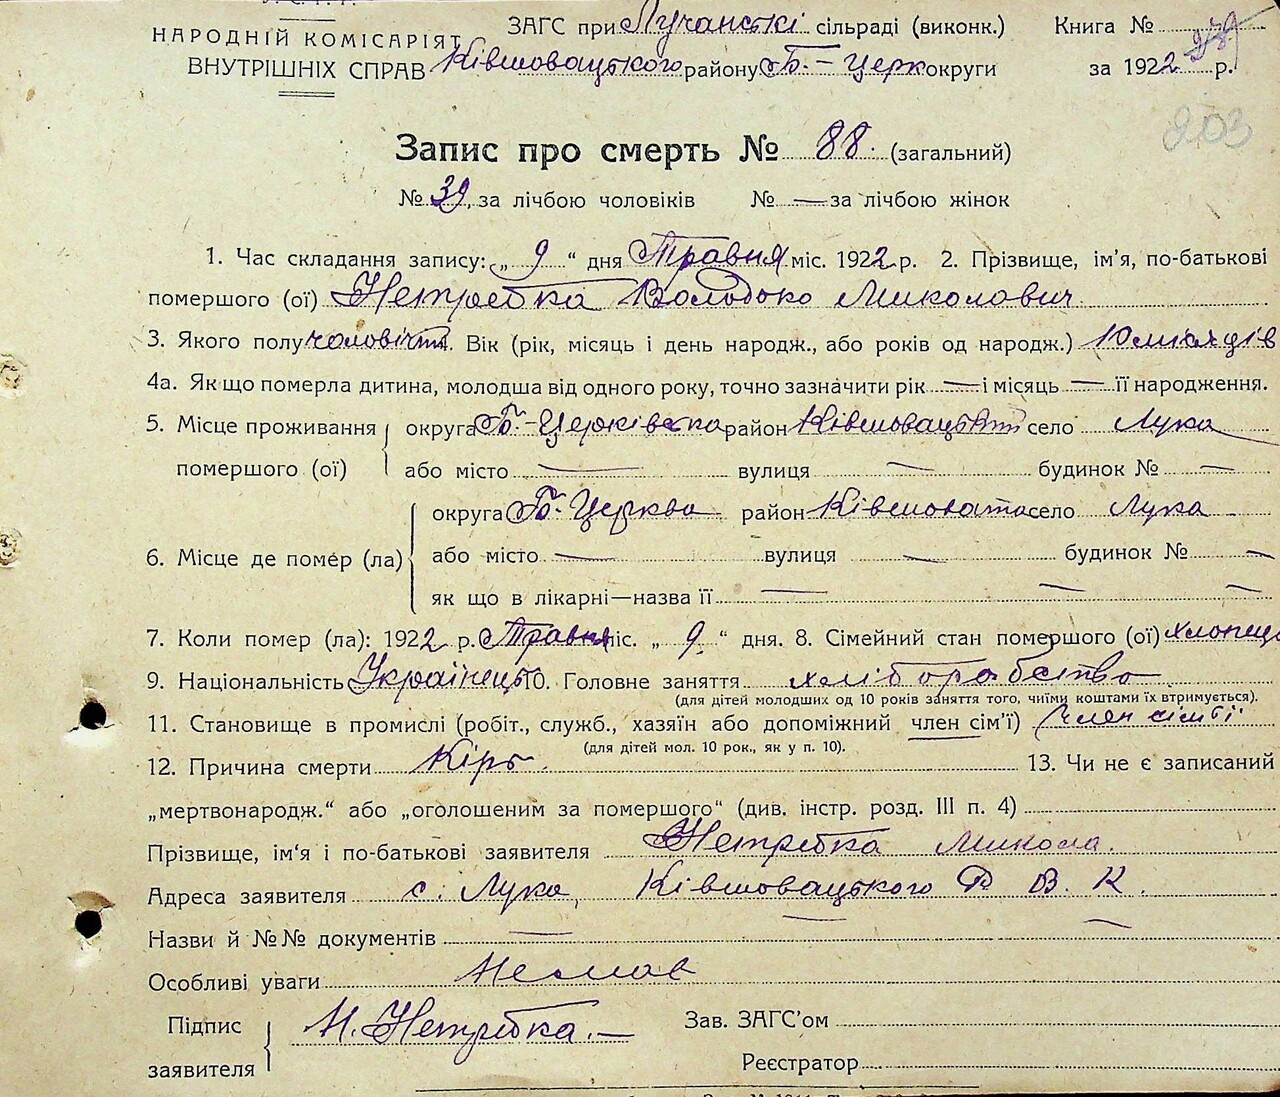 ЗАГС при Лучанські сільраді (виконк.) Книга №
НАРОДНІЙ КОМІСАРІЯТ
ВНУТРІШНІХ СПРАВ Ківшовацького району Б.-Церк округи за 1922 р.
203
Запис про смерть № 88. (загальний)
№ 39, за лічбою чоловіків № — за лічбою жінок
1. Час складання запису: „ 9 “ дня Травня міс. 1922 р. 2. Прізвище, ім'я, по-батькові
помершого (ої) Нетребка Володько Миколович
3. Якого полу чоловічт. 4. Вік (рік, місяць і день народж., або років од народж.) 10 місяців
4а. Як що померла дитина, молодша від одного року, точно зазначити рік — і місяць — її народження.
5. Місце проживання округа Б.-Церківська район Ківшовацький село Лука
помершого (ої) або місто — вулиця — будинок № —
округа Б.-Церква район Ківшовата село Лука
6. Місце де помер (ла) або місто — вулиця — будинок № —
як що в лікарні—назва її — — —
7. Коли помер (ла): 1922 р. Травня міс. „ 9 “ дня. 8. Сімейний стан помершого (ої) хлопець
9. Національність Українець 10. Головне заняття хліборобство
(для дітей молодших од 10 років заняття того, чиїми коштами їх втримується).
11. Становище в промислі (робіт., служб., хазяїн або допоміжний член сім'ї) Член сім'ї
(для дітей мол. 10 рок., як у п. 10).
12. Причина смерти Кір. 13. Чи не є записаний
„мертвонародж.“ або „оголошеним за помершого“ (див. інстр. розд. III п. 4)
Прізвище, ім'я і по-батькові заявителя Нетребка Микола.
Адреса заявителя с. Лука, Ківшовацького Р. В. К.
Назви й №№ документів — — —
Особливі уваги Немає
Підпис Н. Нетребка. — Зав. ЗАГС'ом
заявителя Реєстратор